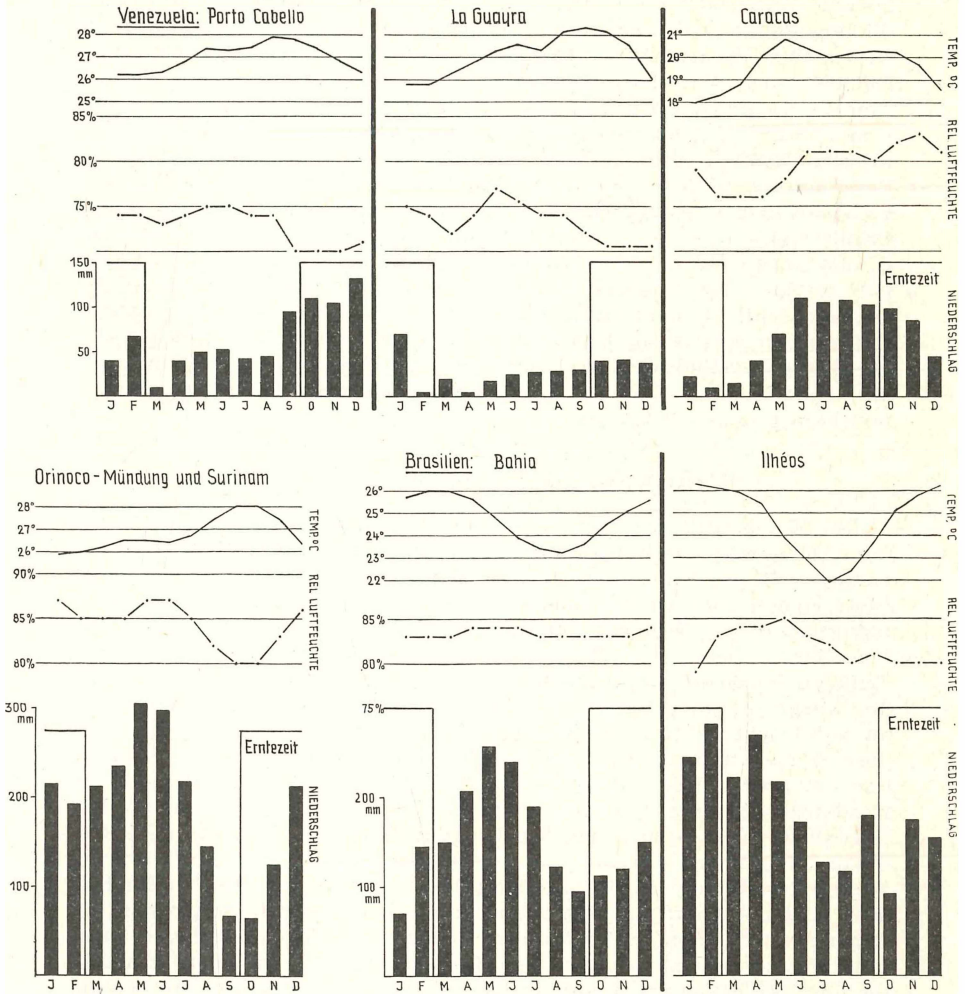 Venezuela: Porto Cabello
28°
27°
26°
25°
85%
80%
75%
150
mm
100
50
J F M A M J J A S O N D
La Guayra
J F M A M J J A S O N D
Caracas
21°
20°
19°
18°
TEMP. °C
REL LUFTFEUCHTE
Erntezeit
NIEDERSCHLAG
J F M A M J J A S O N D
Orinoco-Mündung und Surinam
28°
27°
26°
TEMP. °C
90%
85%
80%
REL LUFTFEUCHTE
300
mm
200
100
Erntezeit
NIEDERSCHLAG
J F M A M J J A S O N D
Brasilien: Bahia
26°
25°
24°
23°
22°
85%
80%
75%
200
mm
100
mm
J F M A M J J A S O N D
Ilhéos
TEMP. °C
REL LUFTFEUCHTE
Erntezeit
NIEDERSCHLAG
J F M A M J J A S O N D